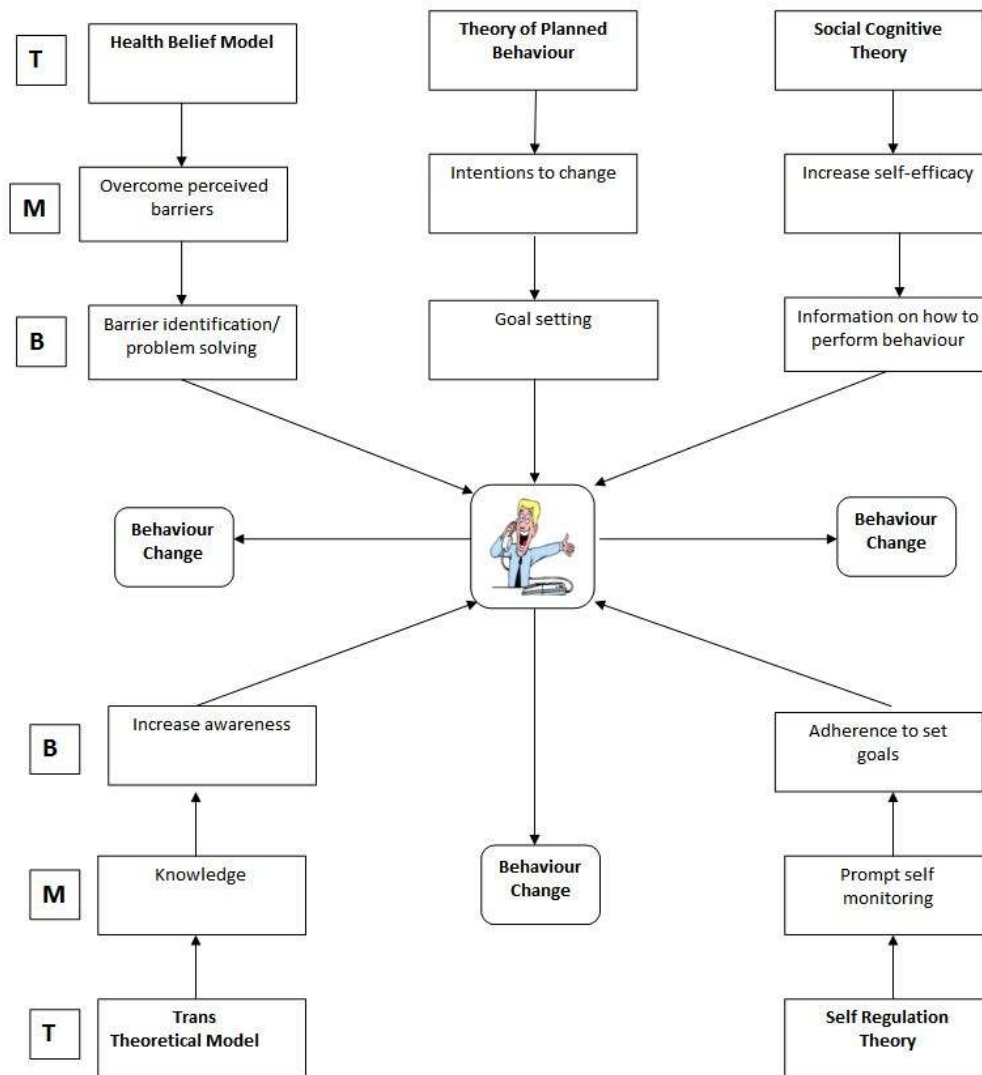 T
Health Belief Model
Theory of Planned
Behaviour
Social Cognitive
Theory
M
Overcome perceived
barriers
Intentions to change
Increase self-efficacy
B
Barrier identification/
problem solving
Goal setting
Information on how to
perform behaviour
Behaviour
Change
Behaviour
Change
B
Increase awareness
Adherence to set
goals
M
Knowledge
Behaviour
Change
Prompt self
monitoring
T
Trans
Theoretical Model
Self Regulation
Theory